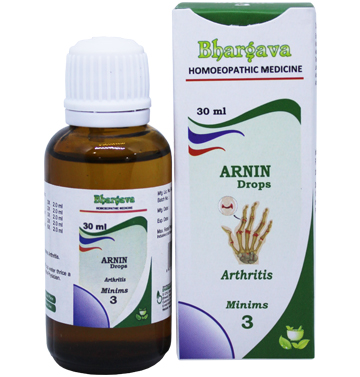 Bhargava
HOMOEOPATHIC MEDICINE
30 ml
ARNIN
Drops
Arthritis
Minims
3
Bhargava
HOMOEOPATHIC MEDICINE
30 ml
ARNIN
Drops
Arthritis
Minims
3